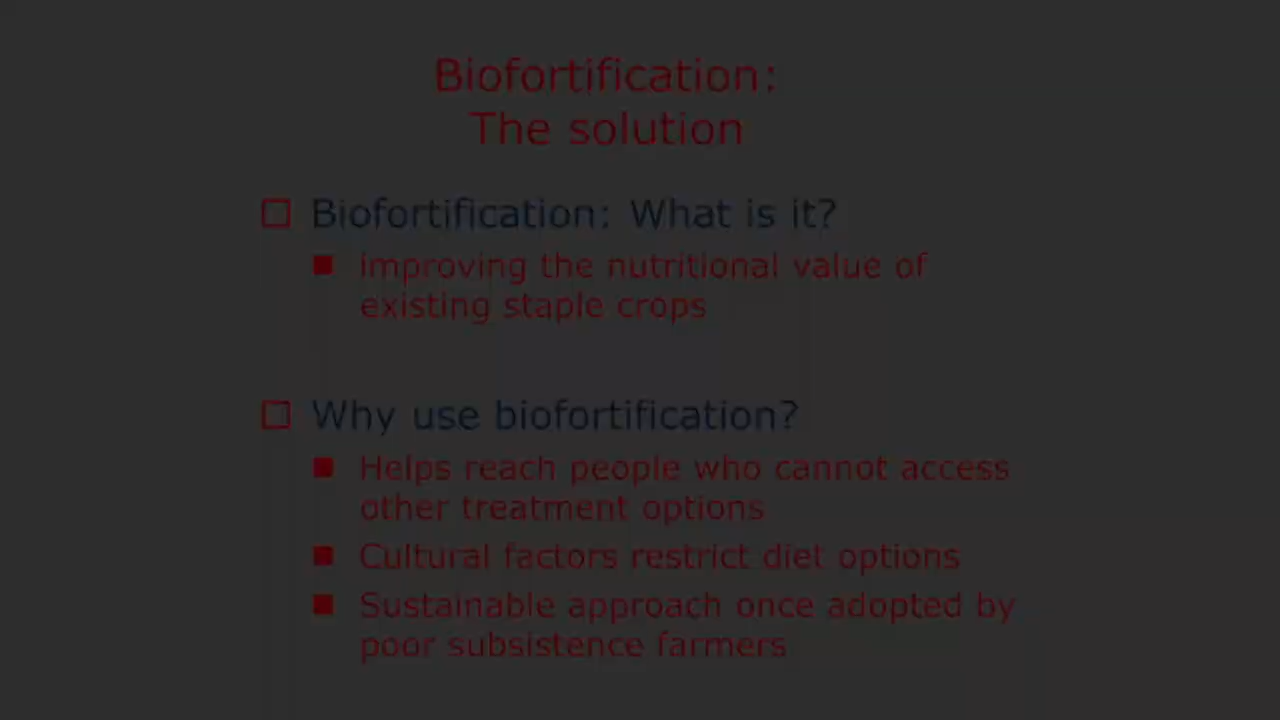 Biofortification:
The solution
Biofortification: What is it?
Improving the nutritional value of
existing staple crops
Why use biofortification?
Helps reach people who cannot access
other treatment options
Cultural factors restrict diet options
Sustainable approach once adopted by
poor subsistence farmers